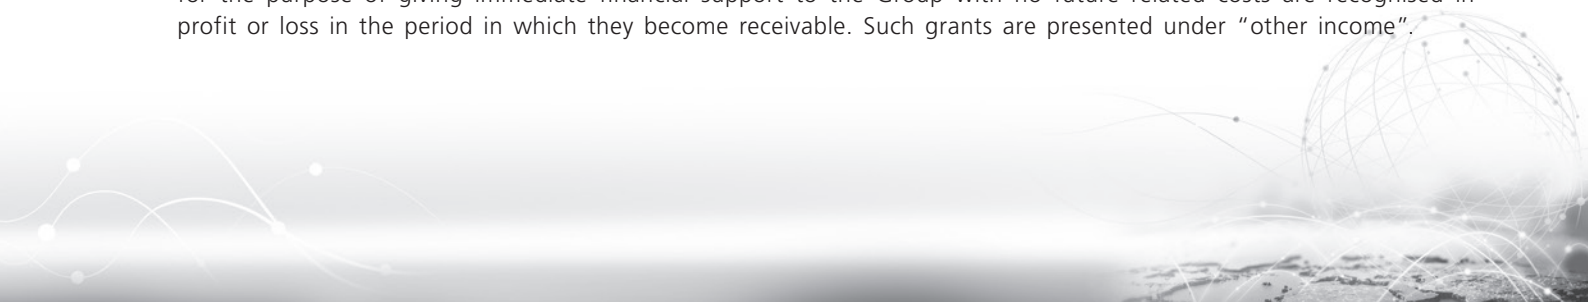 for the purpose of giving immediate financial support to the Group with no future related costs are recognised in
profit or loss in the period in which they become receivable. Such grants are presented under “other income”.